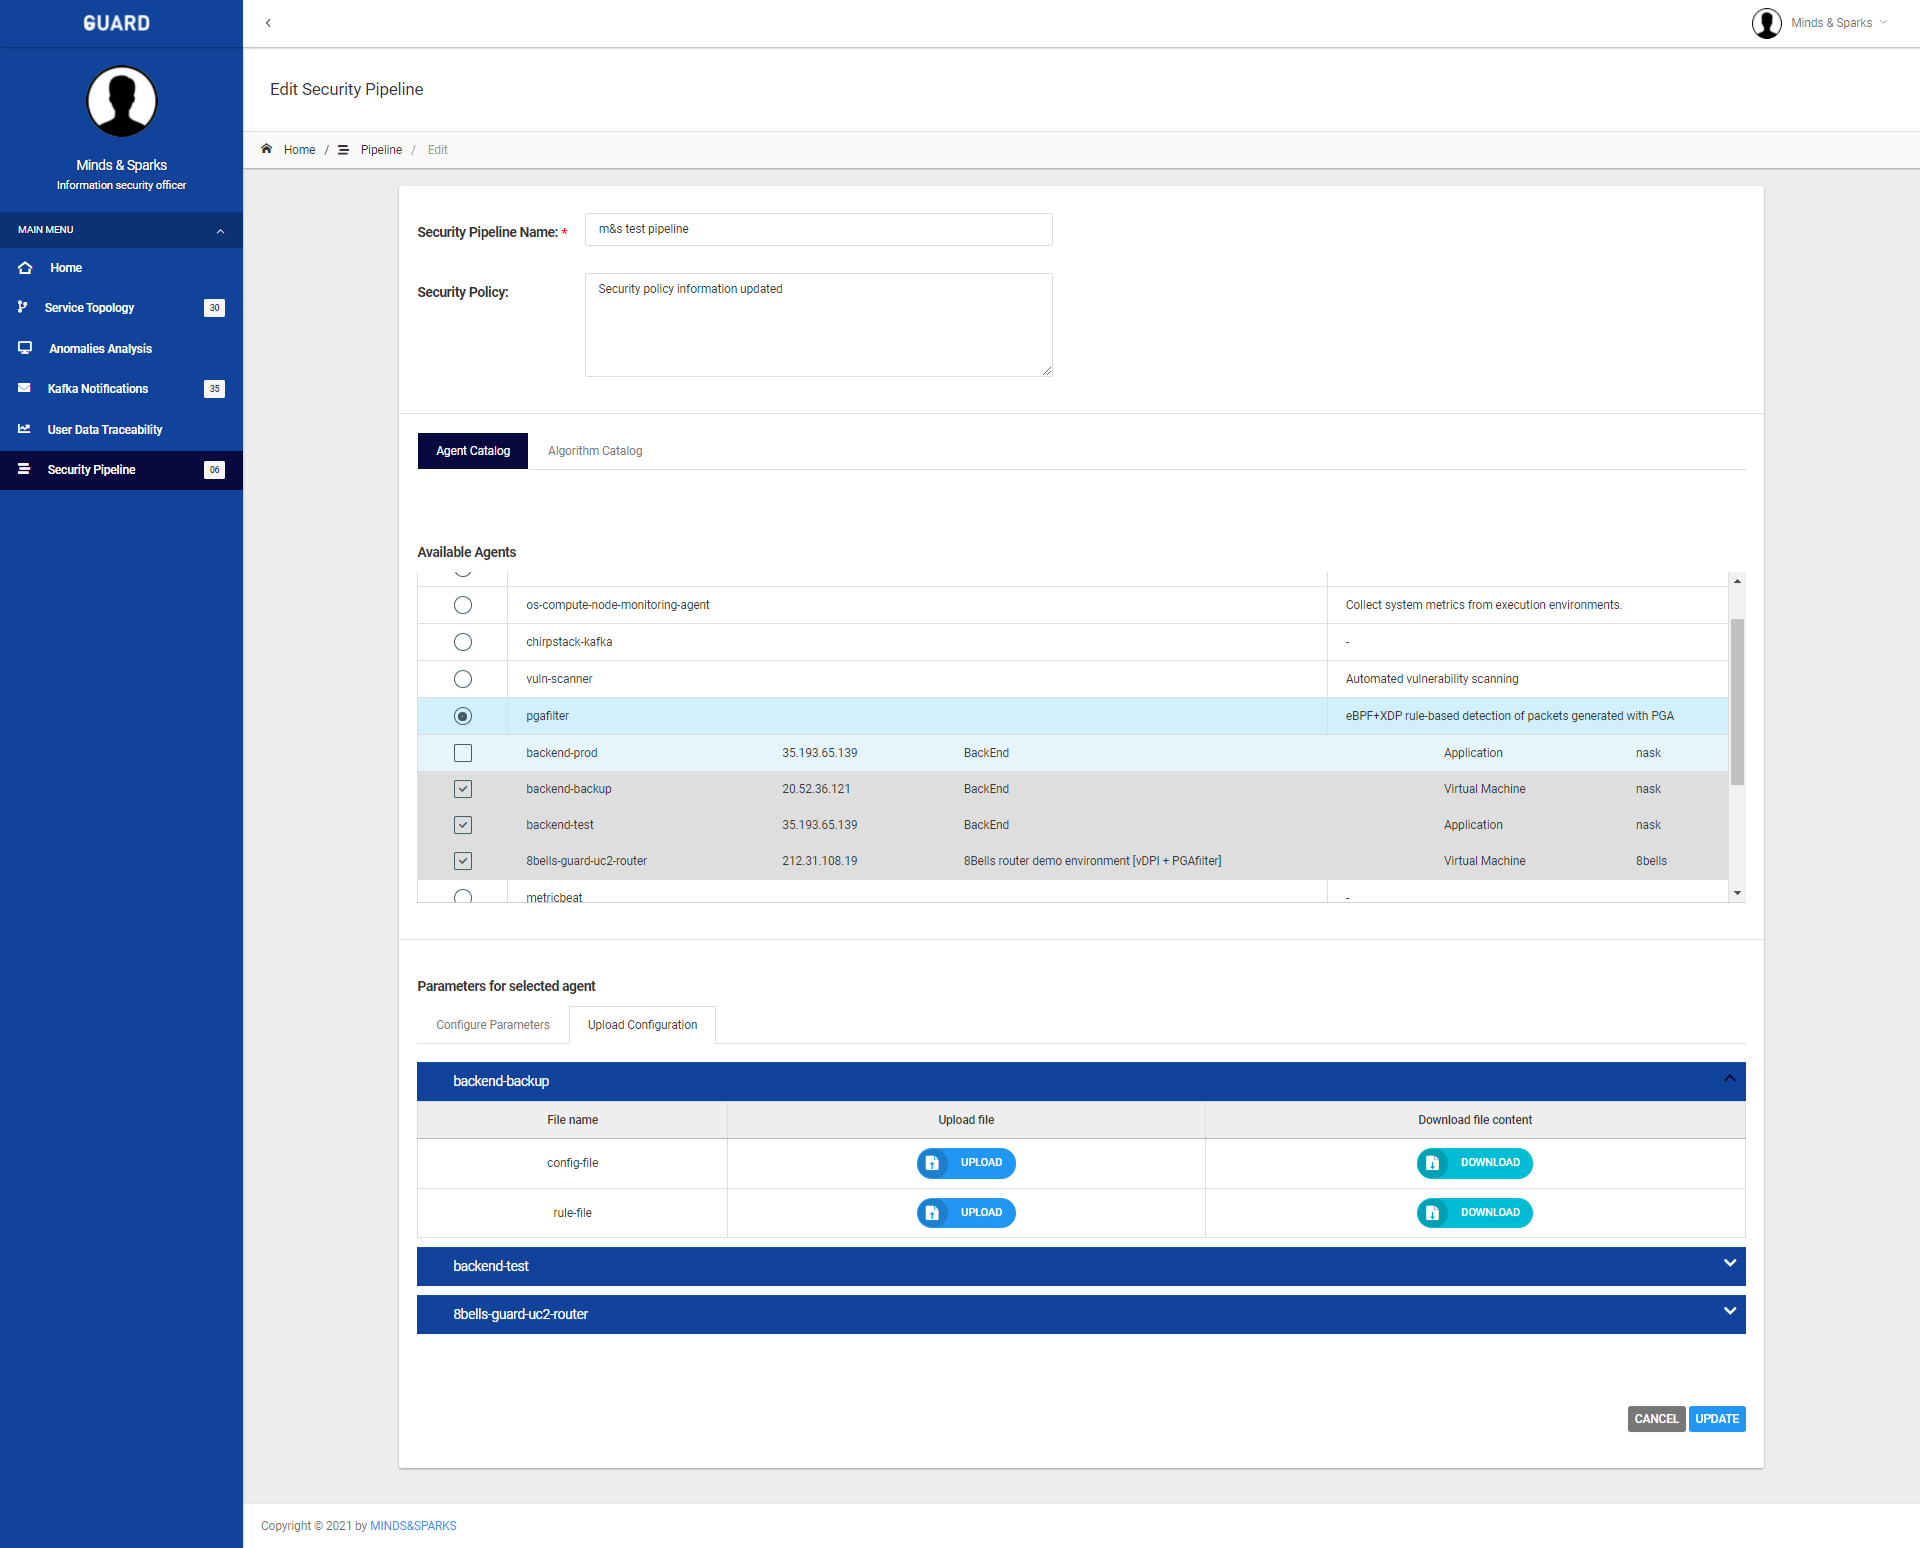 GUARD
Minds & Sparks
Edit Security Pipeline
Home / Pipeline / Edit
Minds & Sparks
Information security officer
MAIN MENU
Home
Service Topology 30
Anomalies Analysis
Kafka Notifications 35
User Data Traceability
Security Pipeline 06
Security Pipeline Name: * m&s test pipeline
Security Policy: Security policy information updated
Agent Catalog Algorithm Catalog
Available Agents
os-compute-node-monitoring-agent Collect system metrics from execution environments.
chirpstack-kafka -
vuln-scanner Automated vulnerability scanning
pgafilter eBPF+XDP rule-based detection of packets generated with PGA
backend-prod 35.193.65.139 BackEnd Application nask
backend-backup 20.52.36.121 BackEnd Virtual Machine nask
backend-test 35.193.65.139 BackEnd Application nask
8bells-guard-uc2-router 212.31.108.19 8Bells router demo environment [vDPI + PGAfilter] Virtual Machine 8bells
metricbeat -
Parameters for selected agent
Configure Parameters Upload Configuration
backend-backup
File name Upload file Download file content
config-file UPLOAD DOWNLOAD
rule-file UPLOAD DOWNLOAD
backend-test
8bells-guard-uc2-router
CANCEL UPDATE
Copyright © 2021 by MINDS&SPARKS